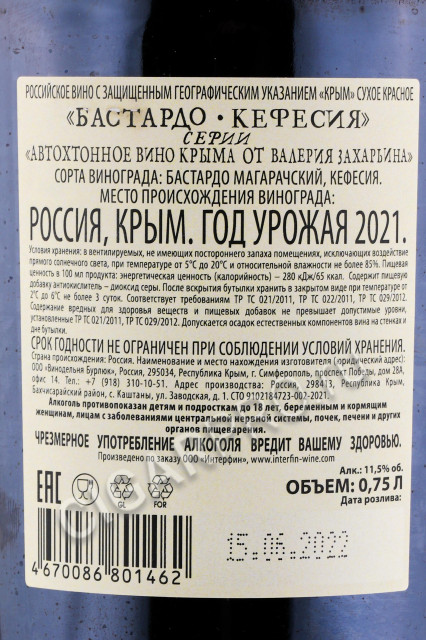 РОССИЙСКОЕ ВИНО С ЗАЩИЩЕННЫМ ГЕОГРАФИЧЕСКИМ УКАЗАНИЕМ «КРЫМ» СУХОЕ КРАСНОЕ
«БАСТАРДО · КЕФЕСИЯ»
СЕРИИ
«АВТОХТОННОЕ ВИНО КРЫМА ОТ ВАЛЕРИЯ ЗАХАРЬИНА»
СОРТА ВИНОГРАДА: БАСТАРДО МАГАРАЧСКИЙ, КЕФЕСИЯ.
МЕСТО ПРОИСХОЖДЕНИЯ ВИНОГРАДА:
РОССИЯ, КРЫМ. ГОД УРОЖАЯ 2021.
Условия хранения: в вентилируемых, не имеющих постороннего запаха помещениях, исключающих воздействие
прямого солнечного света, при температуре от 5°С до 20°С и относительной влажности не более 85%. Пищевая
ценность в 100 мл продукта: энергетическая ценность (калорийность) – 280 кДж/65 ккал. Содержит пищевую
добавку антиокислитель – диоксид серы. После вскрытия бутылки хранить в закрытом виде при температуре от
2°С до 6°С не более 3 суток. Соответствует требованиям ТР ТС 021/2011, ТР ТС 022/2011, ТР ТС 029/2012.
Содержание вредных для здоровья веществ и пищевых добавок не превышает допустимые уровни,
установленные ТР ТС 021/2011, ТР ТС 029/2012. Допускается осадок естественных компонентов вина на стенках и
дне бутылки.
СРОК ГОДНОСТИ НЕ ОГРАНИЧЕН ПРИ СОБЛЮДЕНИИ УСЛОВИЙ ХРАНЕНИЯ.
Страна происхождения: Россия. Наименование и место нахождения изготовителя (юридический адрес):
ООО «Винодельня Бурлюк», Россия, 295034, Республика Крым, г. Симферополь, проспект Победы, дом 28А,
офис 14. Тел.: +7 (918) 310-10-51. Адрес производства: Россия, 298413, Республика Крым,
Бахчисарайский район, с. Каштаны, ул. Заводская, д. 1. СТО 9102184723-002-2021.
Алкоголь противопоказан детям и подросткам до 18 лет, беременным и кормящим
женщинам, лицам с заболеваниями центральной нервной системы, почек, печени и других
органов пищеварения.
ЧРЕЗМЕРНОЕ УПОТРЕБЛЕНИЕ АЛКОГОЛЯ ВРЕДИТ ВАШЕМУ ЗДОРОВЬЮ.
Произведено по заказу ООО «Интерфин», www.interfin-wine.com
Алк.: 11,5% об.
ОБЪЕМ: 0,75 Л
Дата розлива:
EAC
GL
FOR
15.06.2022
4 670086 801462